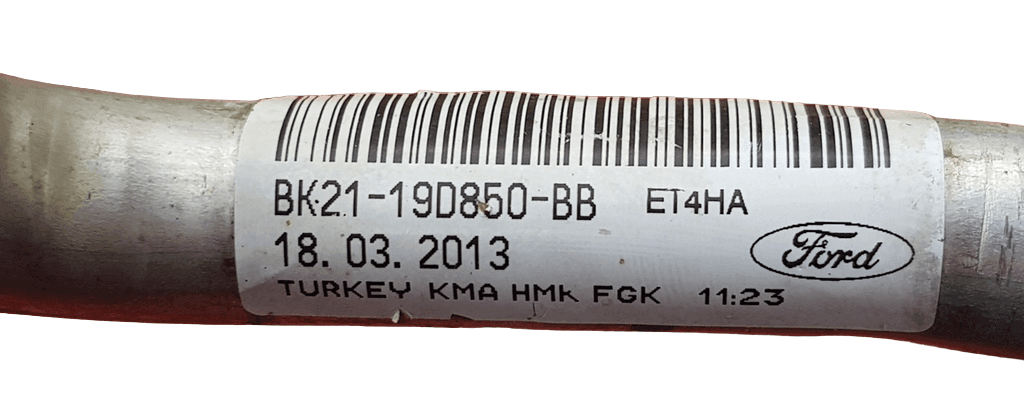 BK21-19D850-BB ET4HA
18. 03. 2013
Ford
TURKEY KMA HMK FGK 11:23